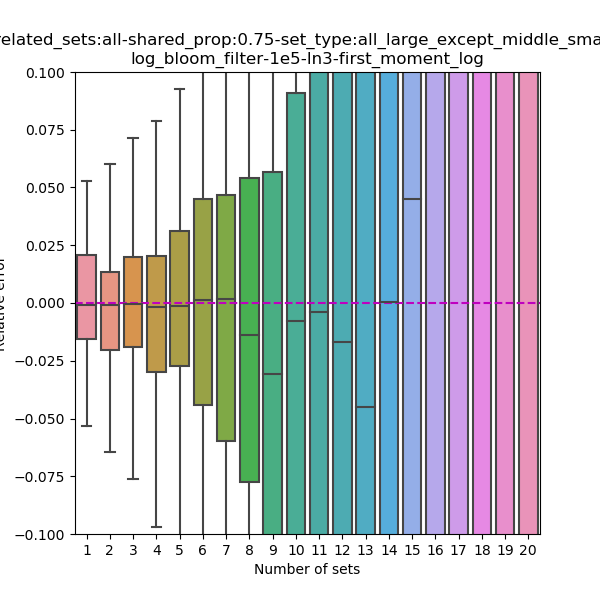 related_sets:all-shared_prop:0.75-set_type:all_large_except_middle_sma
log_bloom_filter-1e5-ln3-first_moment_log
0.100
0.075
0.050
0.025
0.000
−0.025
−0.050
−0.075
−0.100
Relative error
1 2 3 4 5 6 7 8 9 10 11 12 13 14 15 16 17 18 19 20
Number of sets